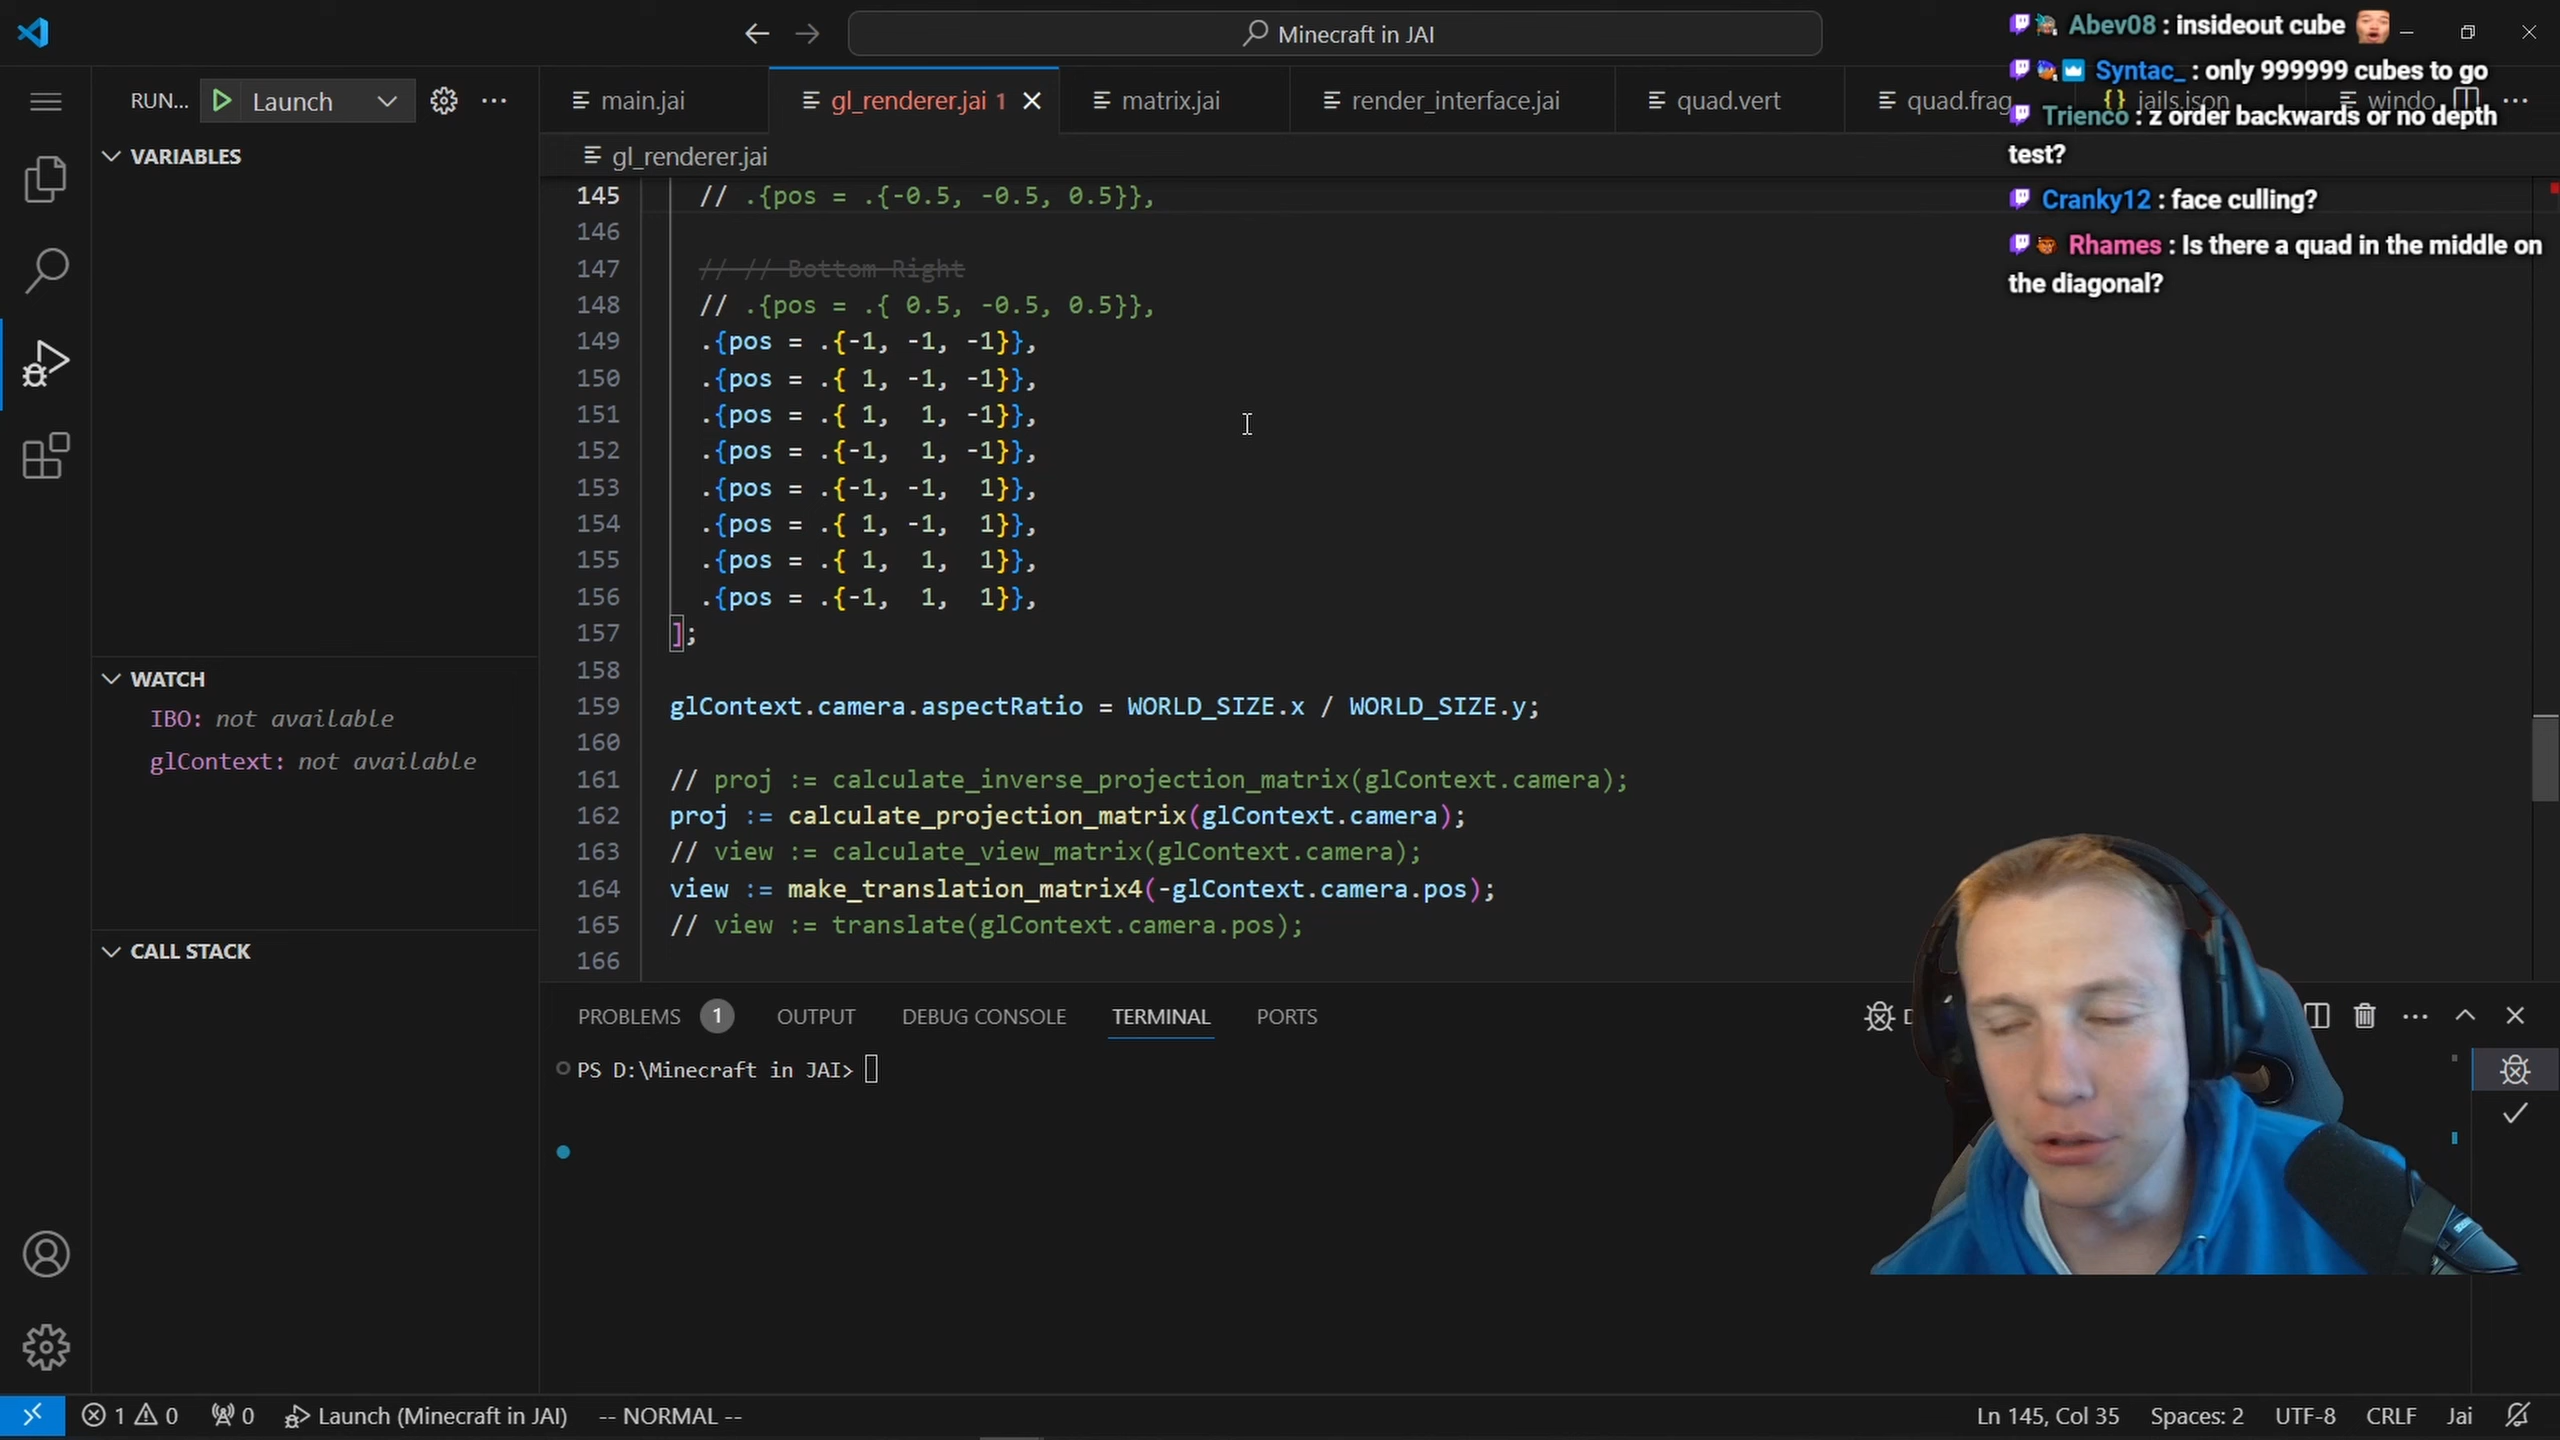 Minecraft in JAI
Abev08 : insideout cube
Syntac_ : only 999999 cubes to go
Trienco : z order backwards or no depth
test?
Cranky12 : face culling?
Rhames : Is there a quad in the middle on
the diagonal?
RUN...
Launch
main.jai
gl_renderer.jai 1
matrix.jai
render_interface.jai
quad.vert
quad.frag
{} jails.json
windo
VARIABLES
gl_renderer.jai
145 // .{pos = .{-0.5, -0.5, 0.5}},
146
147 // // Bottom Right
148 // .{pos = .{ 0.5, -0.5, 0.5}},
149 .{pos = .{-1, -1, -1}},
150 .{pos = .{ 1, -1, -1}},
151 .{pos = .{ 1,  1, -1}},
152 .{pos = .{-1,  1, -1}},
153 .{pos = .{-1, -1,  1}},
154 .{pos = .{ 1, -1,  1}},
155 .{pos = .{ 1,  1,  1}},
156 .{pos = .{-1,  1,  1}},
157 ];
158
159 glContext.camera.aspectRatio = WORLD_SIZE.x / WORLD_SIZE.y;
160
161 // proj := calculate_inverse_projection_matrix(glContext.camera);
162 proj := calculate_projection_matrix(glContext.camera);
163 // view := calculate_view_matrix(glContext.camera);
164 view := make_translation_matrix4(-glContext.camera.pos);
165 // view := translate(glContext.camera.pos);
166
WATCH
IBO: not available
glContext: not available
CALL STACK
PROBLEMS 1
OUTPUT
DEBUG CONSOLE
TERMINAL
PORTS
PS D:\Minecraft in JAI>
1
0
0
Launch (Minecraft in JAI)
-- NORMAL --
Ln 145, Col 35
Spaces: 2
UTF-8
CRLF
Jai